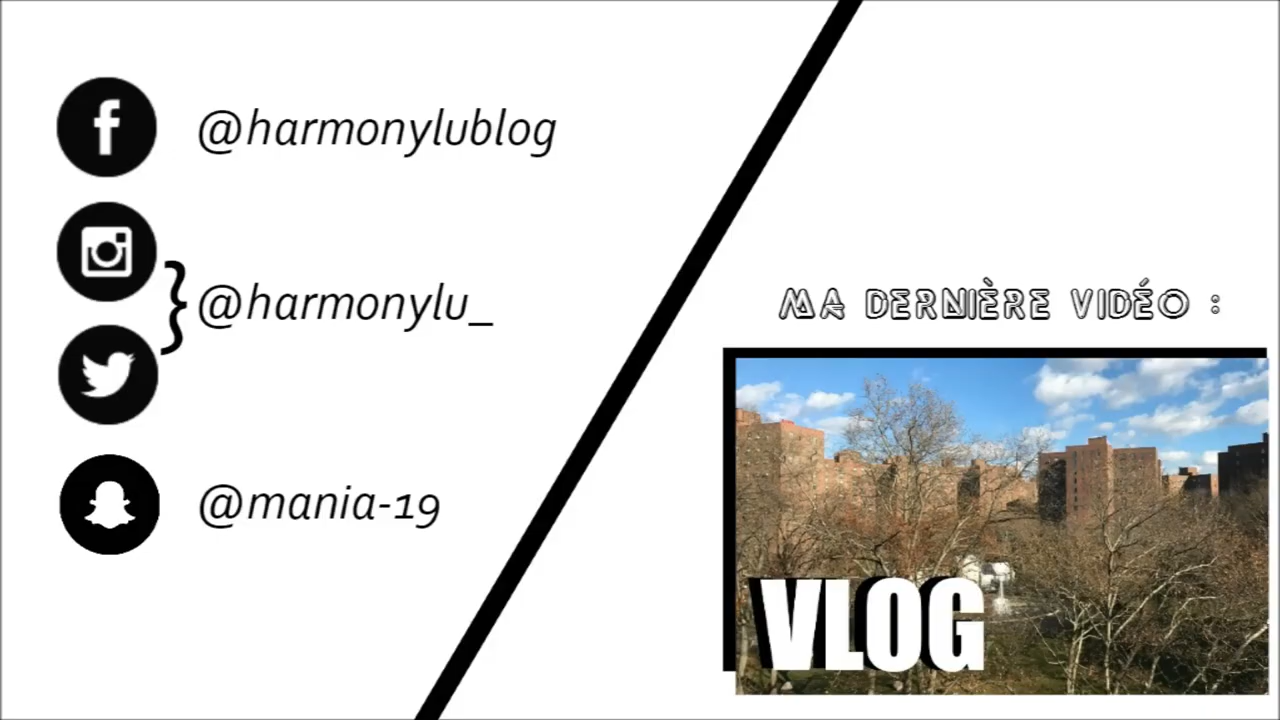 @harmonylublog
@harmonylu_
@mania-19
MA DERNIÈRE VIDÉO :
VLOG